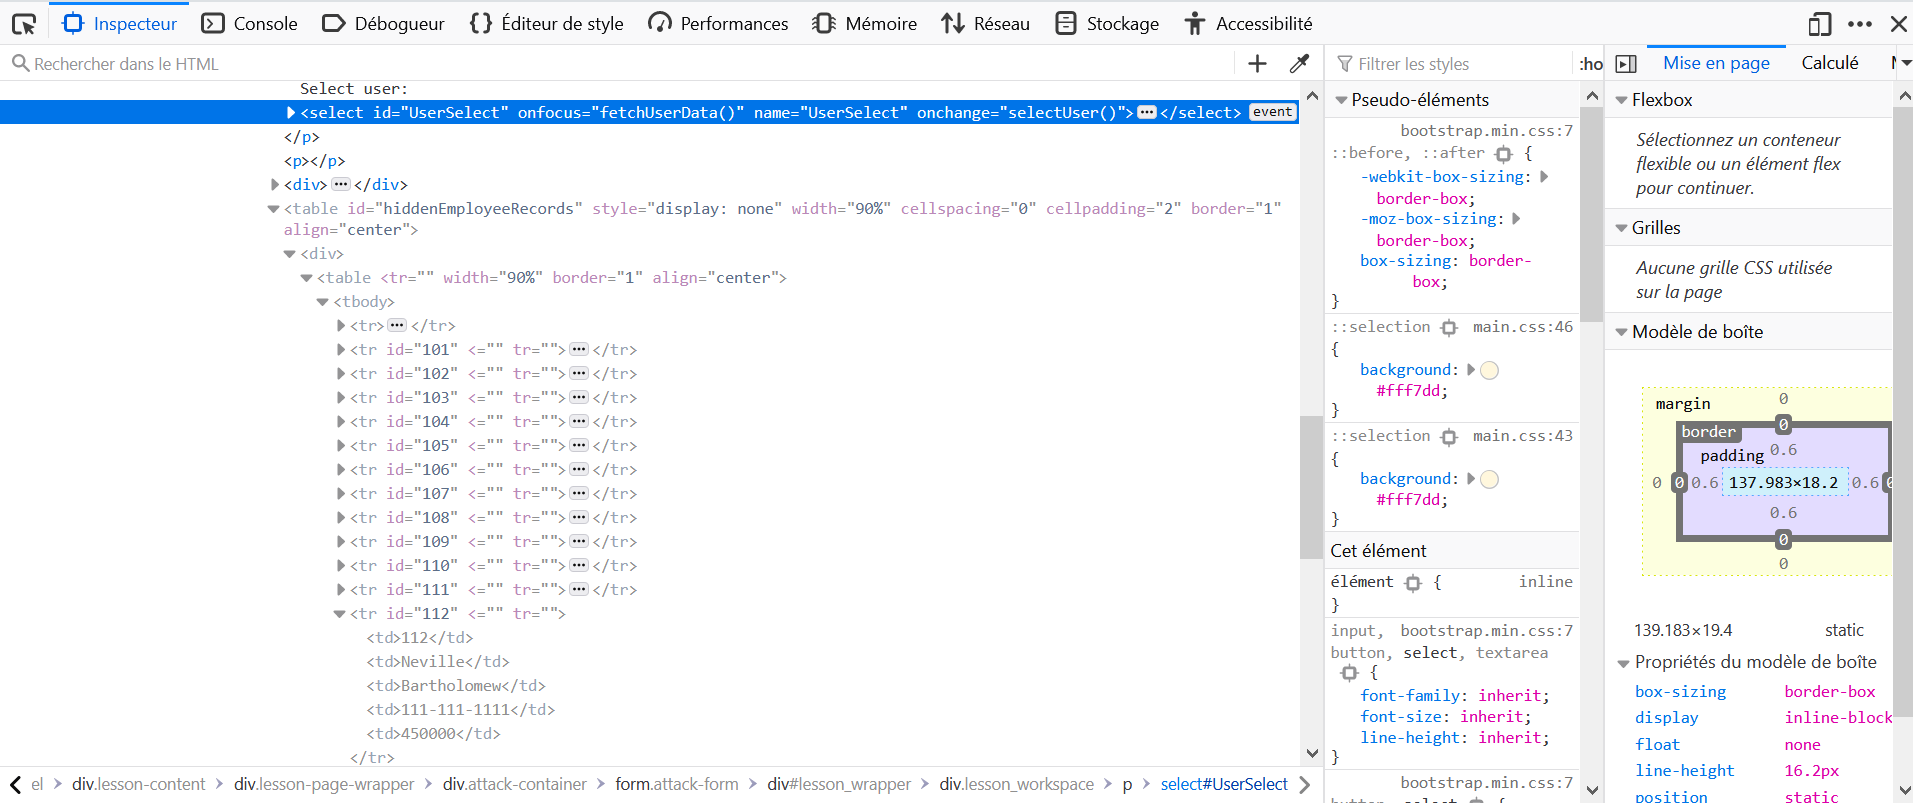 Inspecteur Console Débogueur Éditeur de style Performances Mémoire Réseau Stockage Accessibilité
Rechercher dans le HTML
Select user:
<select id="UserSelect" onfocus="fetchUserData()" name="UserSelect" onchange="selectUser()">•••</select> event
</p>
<p></p>
<div>•••</div>
<table id="hiddenEmployeeRecords" style="display: none" width="90%" cellspacing="0" cellpadding="2" border="1"
align="center">
<div>
<table <tr="" width="90%" border="1" align="center">
<tbody>
<tr>•••</tr>
<tr id="101" <="" tr="">•••</tr>
<tr id="102" <="" tr="">•••</tr>
<tr id="103" <="" tr="">•••</tr>
<tr id="104" <="" tr="">•••</tr>
<tr id="105" <="" tr="">•••</tr>
<tr id="106" <="" tr="">•••</tr>
<tr id="107" <="" tr="">•••</tr>
<tr id="108" <="" tr="">•••</tr>
<tr id="109" <="" tr="">•••</tr>
<tr id="110" <="" tr="">•••</tr>
<tr id="111" <="" tr="">•••</tr>
<tr id="112" <="" tr="">
<td>112</td>
<td>Neville</td>
<td>Bartholomew</td>
<td>111-111-1111</td>
<td>450000</td>
</tr>
el div.lesson-content div.lesson-page-wrapper div.attack-container form.attack-form div#lesson_wrapper div.lesson_workspace p select#UserSelect
Filtrer les styles :ho
Pseudo-éléments
bootstrap.min.css:7
::before, ::after {
-webkit-box-sizing:
border-box;
-moz-box-sizing:
border-box;
box-sizing: border-
box;
}
::selection main.css:46
{
background:
#fff7dd;
}
::selection main.css:43
{
background:
#fff7dd;
}
Cet élément
élément { inline
}
input, bootstrap.min.css:7
button, select, textarea
{
font-family: inherit;
font-size: inherit;
line-height: inherit;
}
bootstrap.min.css:7
button, select, textarea
Mise en page Calculé
Flexbox
Sélectionnez un conteneur
flexible ou un élément flex
pour continuer.
Grilles
Aucune grille CSS utilisée
sur la page
Modèle de boîte
margin 0
border 0
padding 0.6
0 0 0.6 137.983×18.2 0.6 0
0.6
0
0
139.183×19.4 static
Propriétés du modèle de boîte
box-sizing border-box
display inline-block
float none
line-height 16.2px
position static